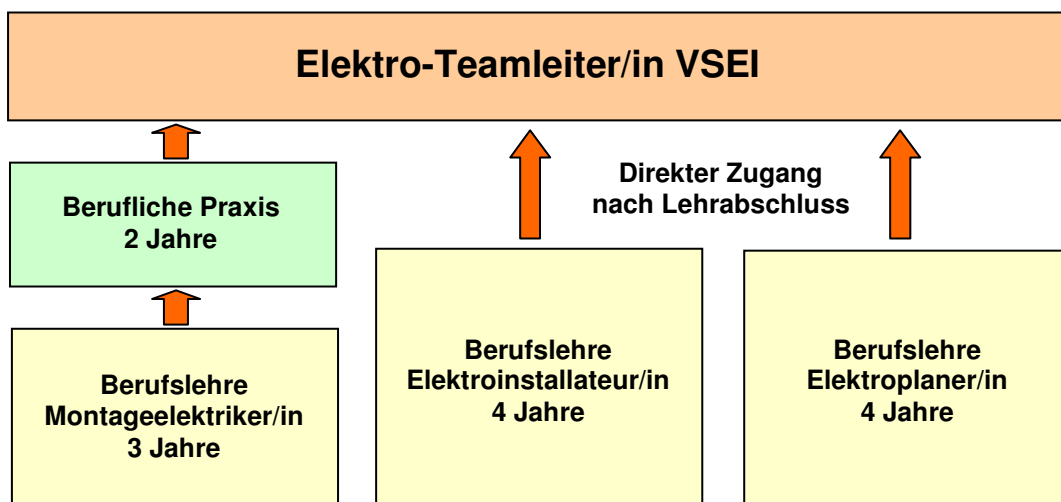 Elektro-Teamleiter/in VSEI
Berufliche Praxis
2 Jahre
Direkter Zugang
nach Lehrabschluss
Berufslehre
Montageelektriker/in
3 Jahre
Berufslehre
Elektroinstallateur/in
4 Jahre
Berufslehre
Elektroplaner/in
4 Jahre